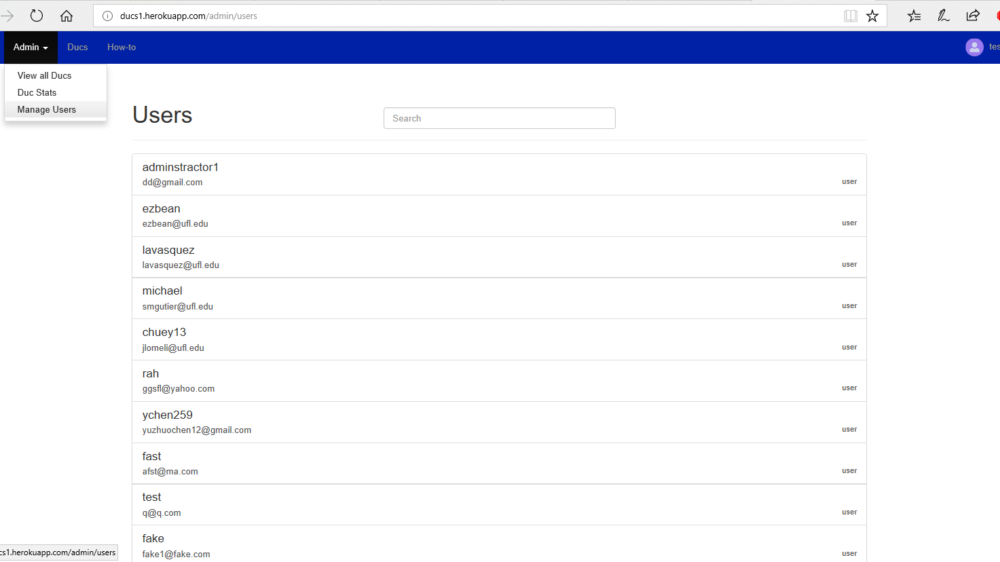 ducs1.herokuapp.com/admin/users
Admin Ducs How-to
View all Ducs
Duc Stats
Manage Users
Users
Search
adminstractor1
dd@gmail.com
user
ezbean
ezbean@ufl.edu
user
lavasquez
lavasquez@ufl.edu
user
michael
smgutier@ufl.edu
user
chuey13
jlomeli@ufl.edu
user
rah
ggsfl@yahoo.com
user
ychen259
yuzhuochen12@gmail.com
user
fast
afst@ma.com
user
test
q@q.com
user
fake
fake1@fake.com
user
cs1.herokuapp.com/admin/users